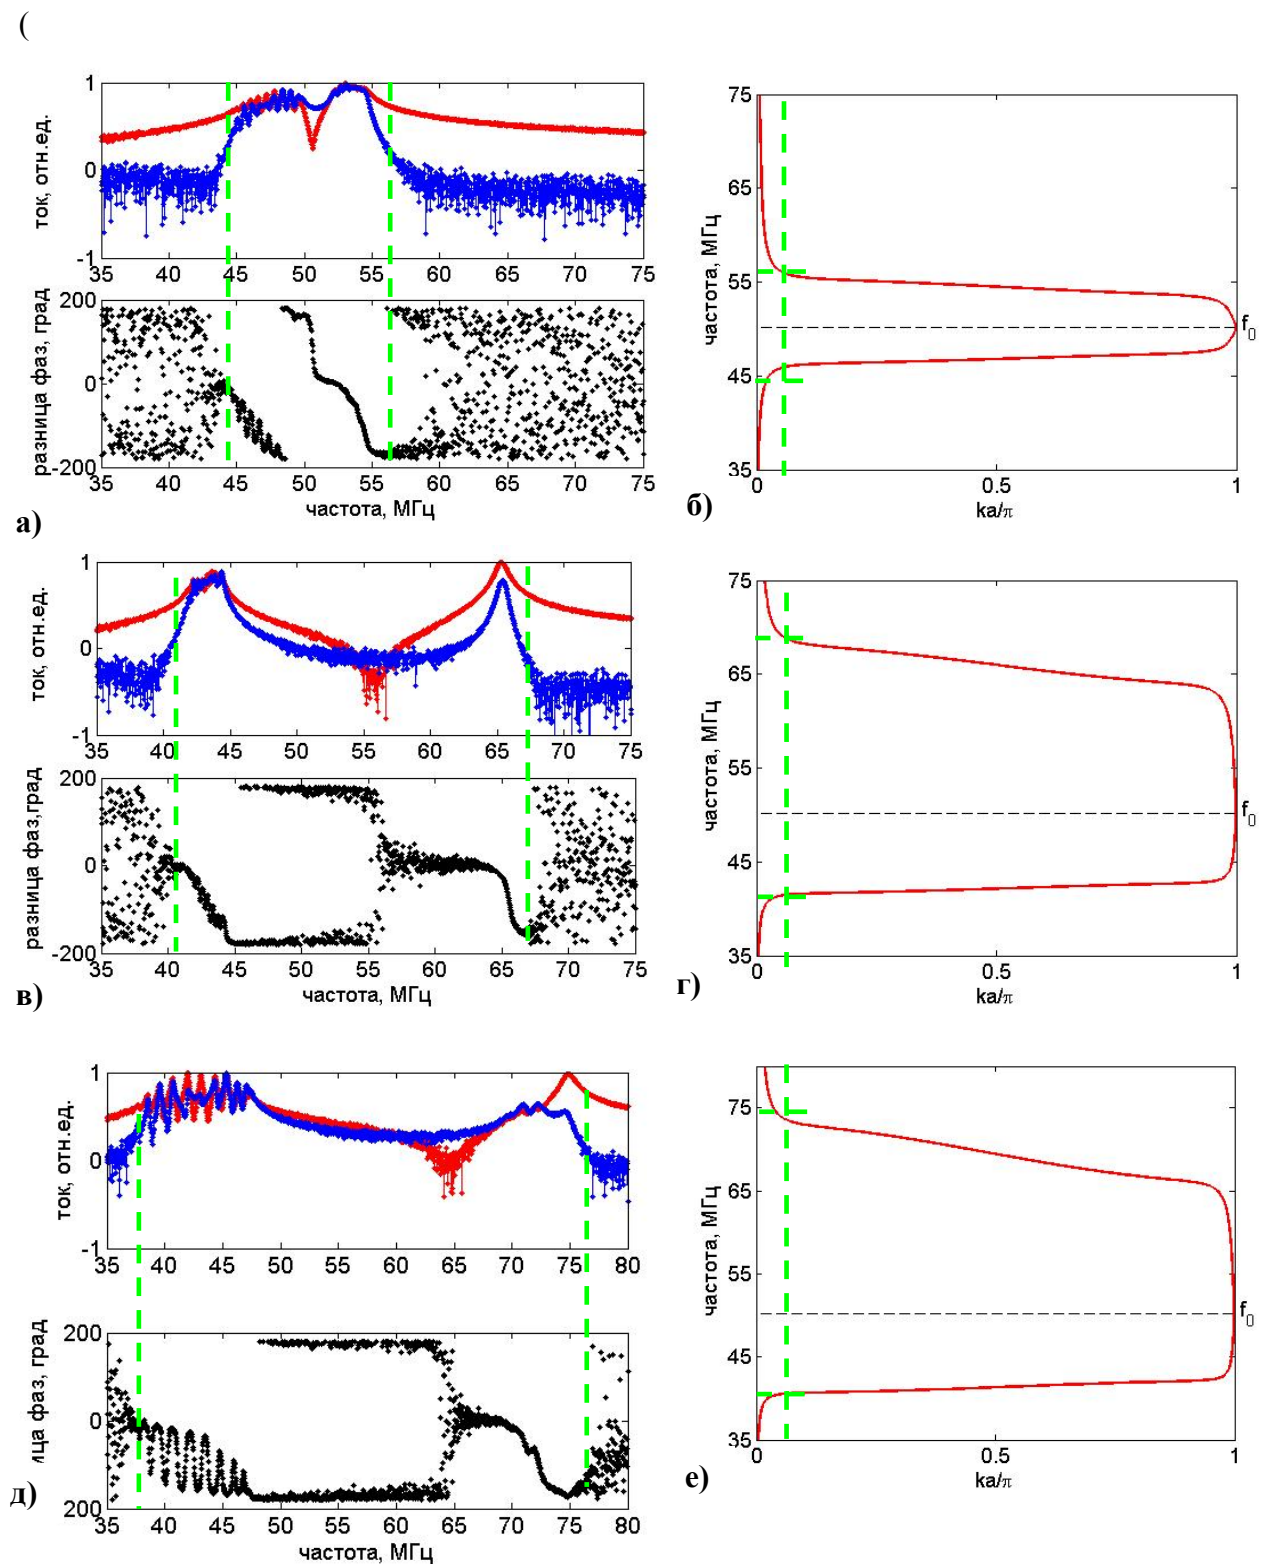 (
1
0
-1
ток, отн.ед.
35 40 45 50 55 60 65 70 75
200
0
-200
разница фаз, град
35 40 45 50 55 60 65 70 75
частота, МГц
а)
75
65
55
45
35
частота, МГц
f0
0 0.5 1
ka/π
б)
1
0
-1
ток, отн.ед.
35 40 45 50 55 60 65 70 75
200
0
-200
разница фаз,град
35 40 45 50 55 60 65 70 75
частота, МГц
в)
75
65
55
45
35
частота, МГц
f0
0 0.5 1
ka/π
г)
1
0
-1
ток, отн.ед.
35 40 45 50 55 60 65 70 75 80
200
0
200
ица фаз, град
35 40 45 50 55 60 65 70 75 80
частота, МГц
д)
75
65
55
45
35
частота, МГц
f0
0 0.5 1
ka/π
е)